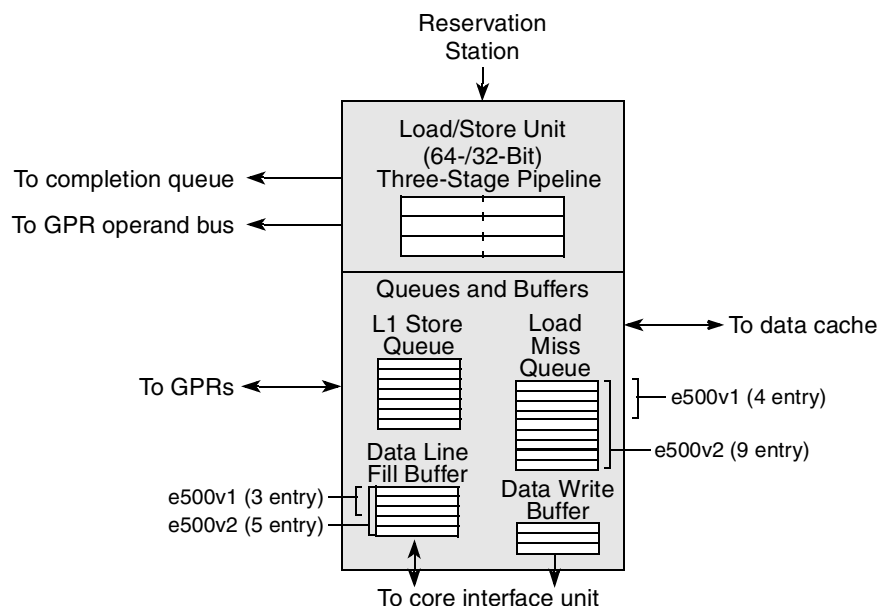 Reservation
Station
Load/Store Unit
(64-/32-Bit)
Three-Stage Pipeline
To completion queue
To GPR operand bus
Queues and Buffers
L1 Store
Queue
Load
Miss
Queue
To data cache
To GPRs
e500v1 (4 entry)
e500v2 (9 entry)
Data Line
Fill Buffer
e500v1 (3 entry)
e500v2 (5 entry)
Data Write
Buffer
To core interface unit